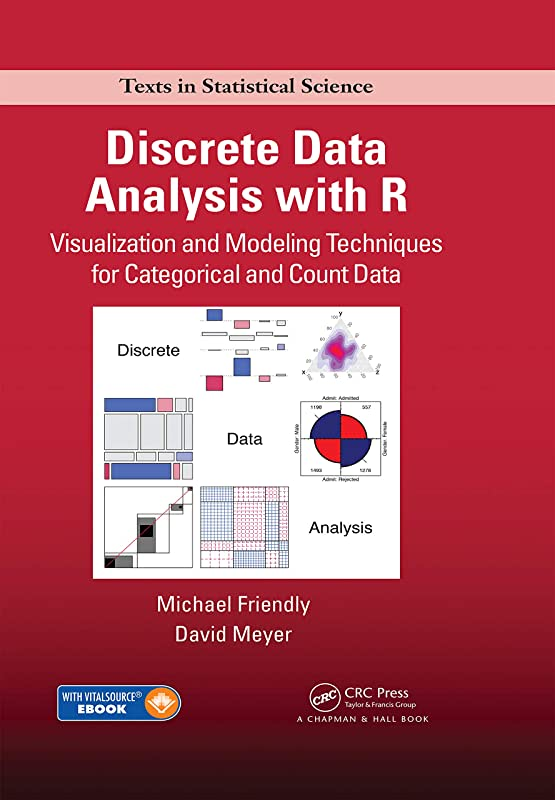 Texts in Statistical Science
Discrete Data
Analysis with R
Visualization and Modeling Techniques
for Categorical and Count Data
Discrete
y
x
z
Data
Admit: Admitted
1198
557
Gender: Male
Gender: Female
1493
1278
Admit: Rejected
Analysis
Michael Friendly
David Meyer
WITH VITALSOURCE®
EBOOK
CRC
CRC Press
Taylor & Francis Group
A CHAPMAN & HALL BOOK